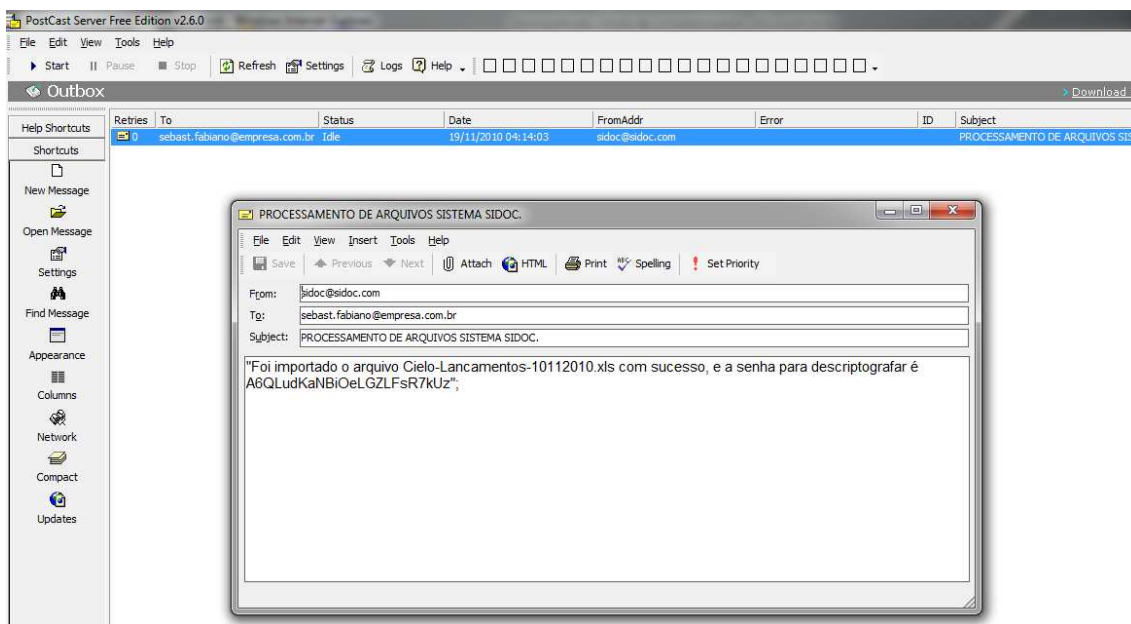 PostCast Server Free Edition v2.6.0
File Edit View Tools Help
Start Pause Stop Refresh Settings Logs Help
Outbox
> Download
Help Shortcuts
Shortcuts
New Message
Open Message
Settings
Find Message
Appearance
Columns
Network
Compact
Updates
Retries To Status Date FromAddr Error ID Subject
0 sebast.fabiano@empresa.com.br Idle 19/11/2010 04:14:03 sidoc@sidoc.com PROCESSAMENTO DE ARQUIVOS SIS
PROCESSAMENTO DE ARQUIVOS SISTEMA SIDOC.
File Edit View Insert Tools Help
Save Previous Next Attach HTML Print Spelling Set Priority
From: sidoc@sidoc.com
To: sebast.fabiano@empresa.com.br
Subject: PROCESSAMENTO DE ARQUIVOS SISTEMA SIDOC.
"Foi importado o arquivo Cielo-Lancamentos-10112010.xls com sucesso, e a senha para descriptografar é
A6QLudKaNBiOeLGZLFsR7kUz";